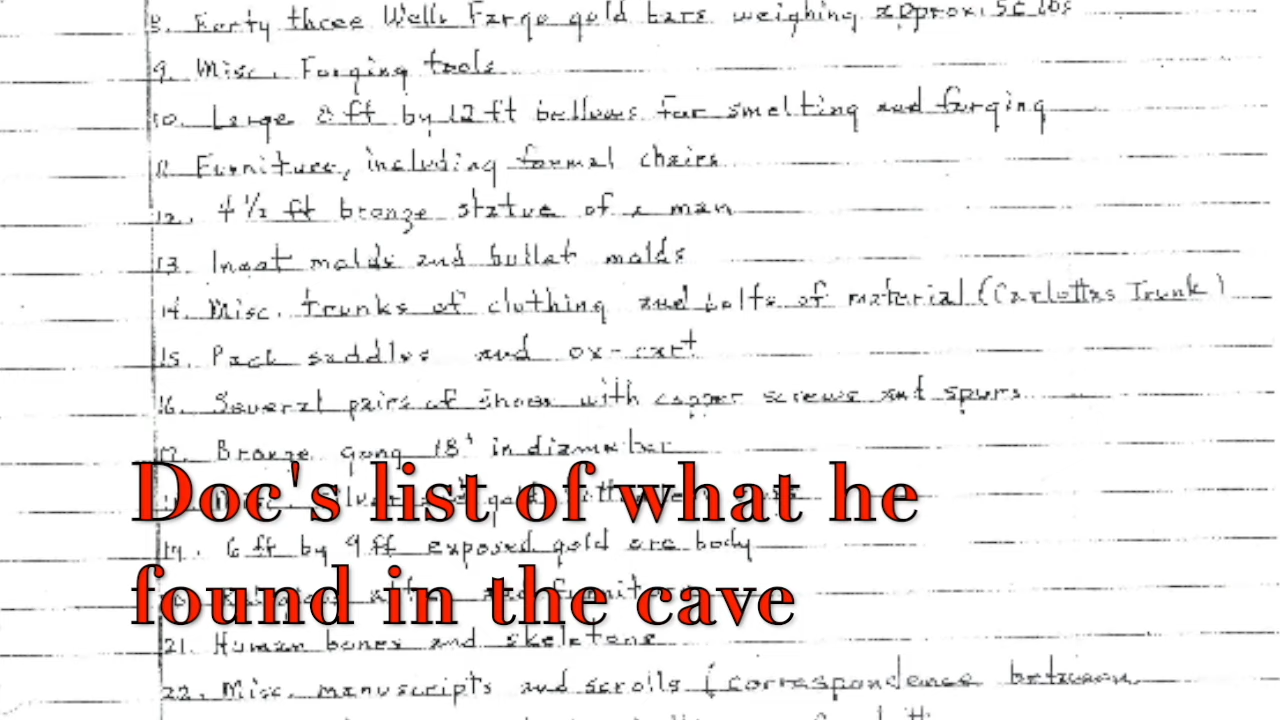 8. Forty three Wells Fargo gold bars weighing approx. 50 lbs
9. Misc. Forging tools
10. Large 8 ft by 12 ft bellows for smelting and forging
11. Furniture, including formal chairs
12. 4 1/2 ft bronze statue of a man
13. Ingot molds and bullet molds
14. Misc. trunks of clothing and bolts of material (Carlottas Trunk)
15. Pack saddles and ox-cart
16. Several pairs of shoes with copper screws and spurs
17. Bronze gong 18" in diameter
Doc's list of what he
19. 6 ft by 9 ft exposed gold ore body
found in the cave
21. Human bones and skeletons
22. Misc. manuscripts and scrolls (correspondence between